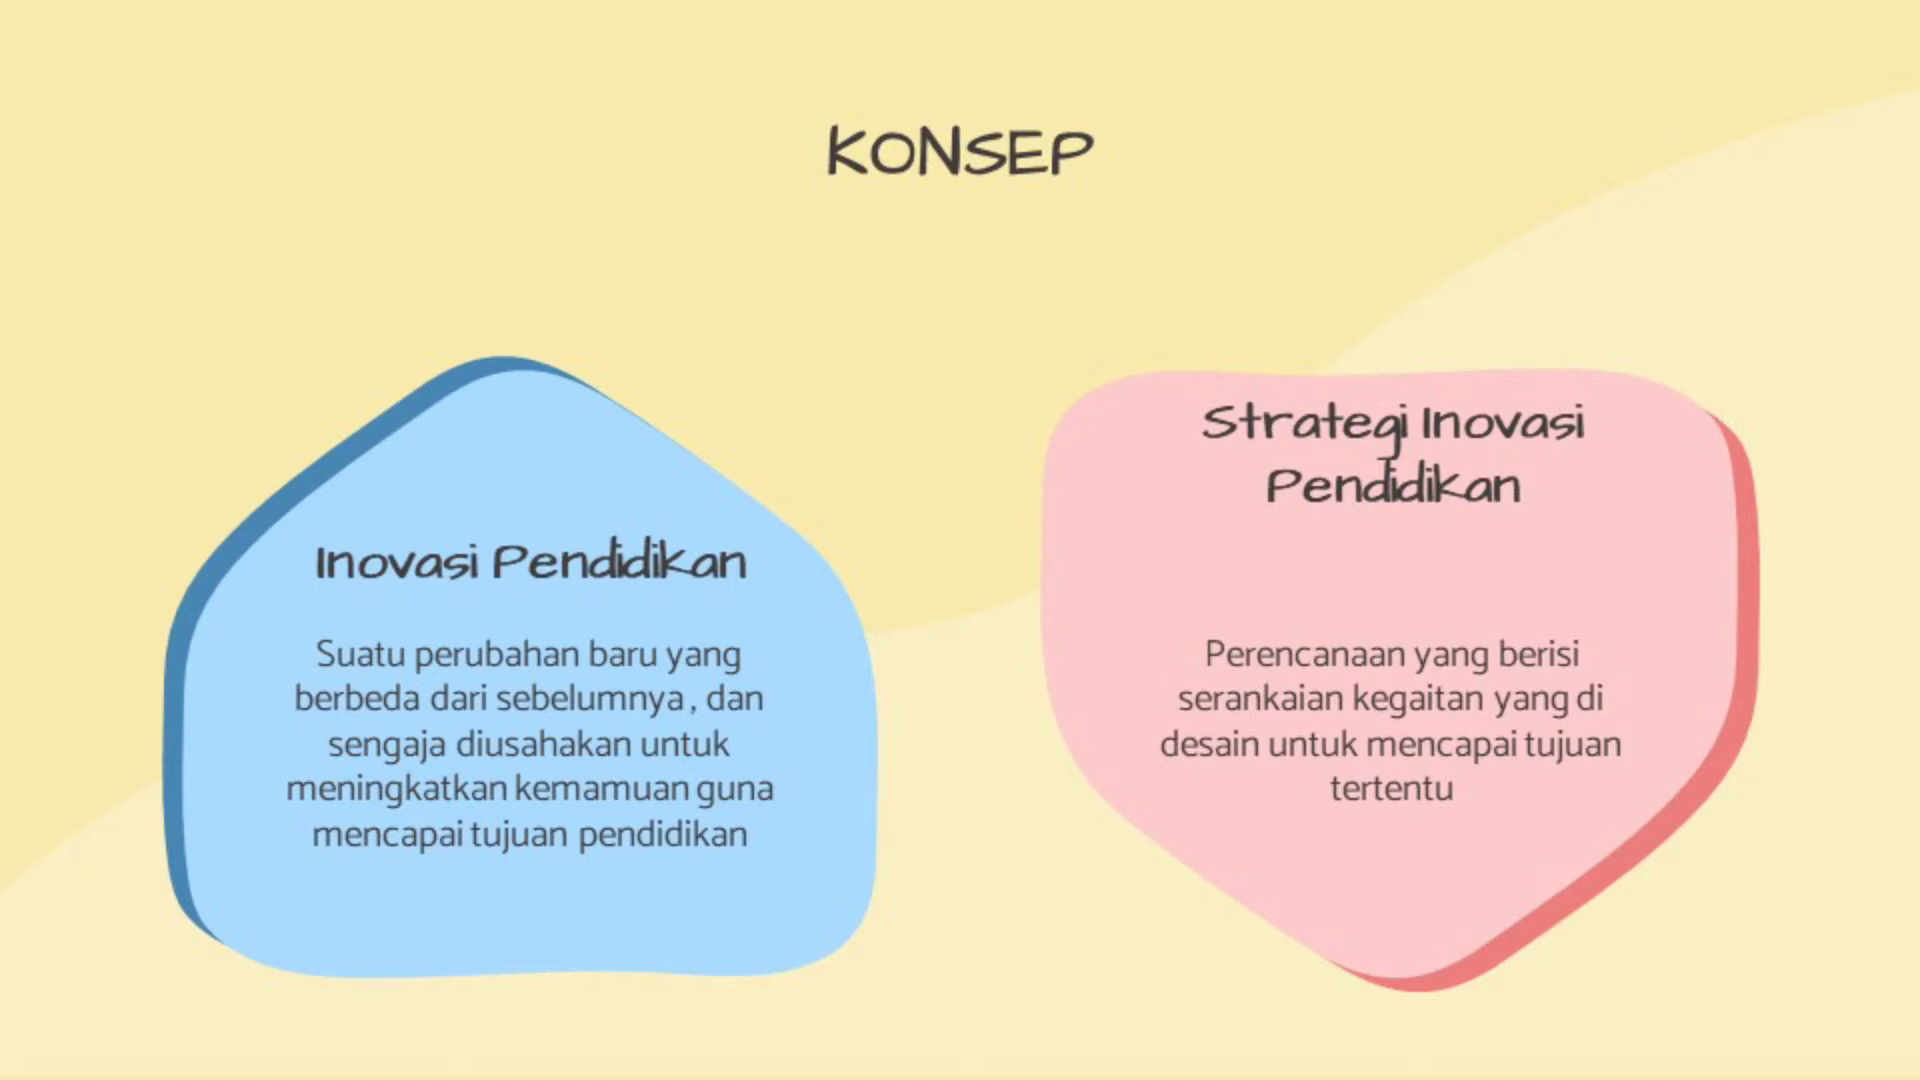 KONSEP
Inovasi Pendidikan
Suatu perubahan baru yang
berbeda dari sebelumnya, dan
sengaja diusahakan untuk
meningkatkan kemamuan guna
mencapai tujuan pendidikan
Strategi Inovasi
Pendidikan
Perencanaan yang berisi
serankaian kegaitan yang di
desain untuk mencapai tujuan
tertentu